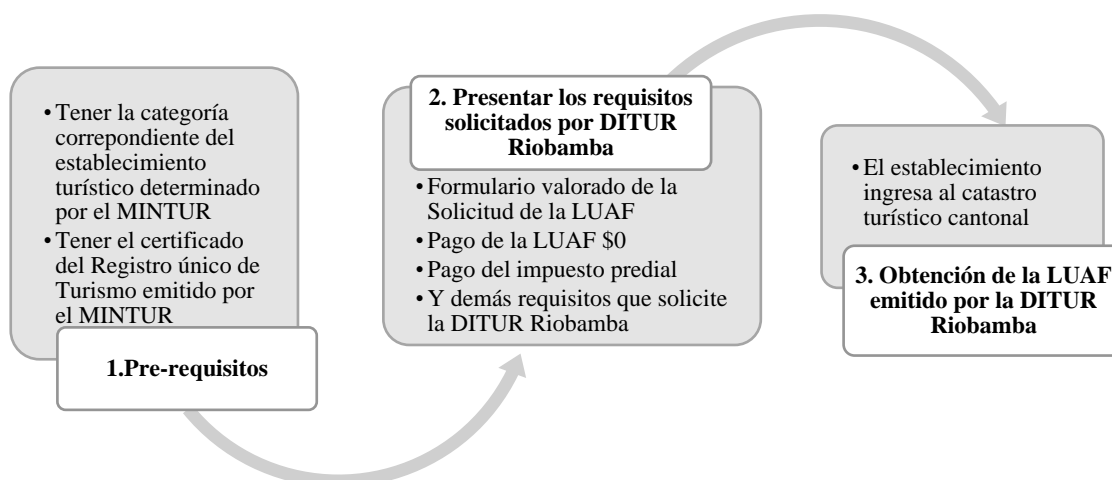 • Tener la categoría
correpondiente del
establecimiento
turístico determinado
por el MINTUR
• Tener el certificado
del Registro único de
Turismo emitido por
el MINTUR
1.Pre-requisitos
2. Presentar los requisitos
solicitados por DITUR
Riobamba
• Formulario valorado de la
Solicitud de la LUAF
• Pago de la LUAF $0
• Pago del impuesto predial
• Y demás requisitos que solicite
la DITUR Riobamba
• El establecimiento
ingresa al catastro
turístico cantonal
3. Obtención de la LUAF
emitido por la DITUR
Riobamba